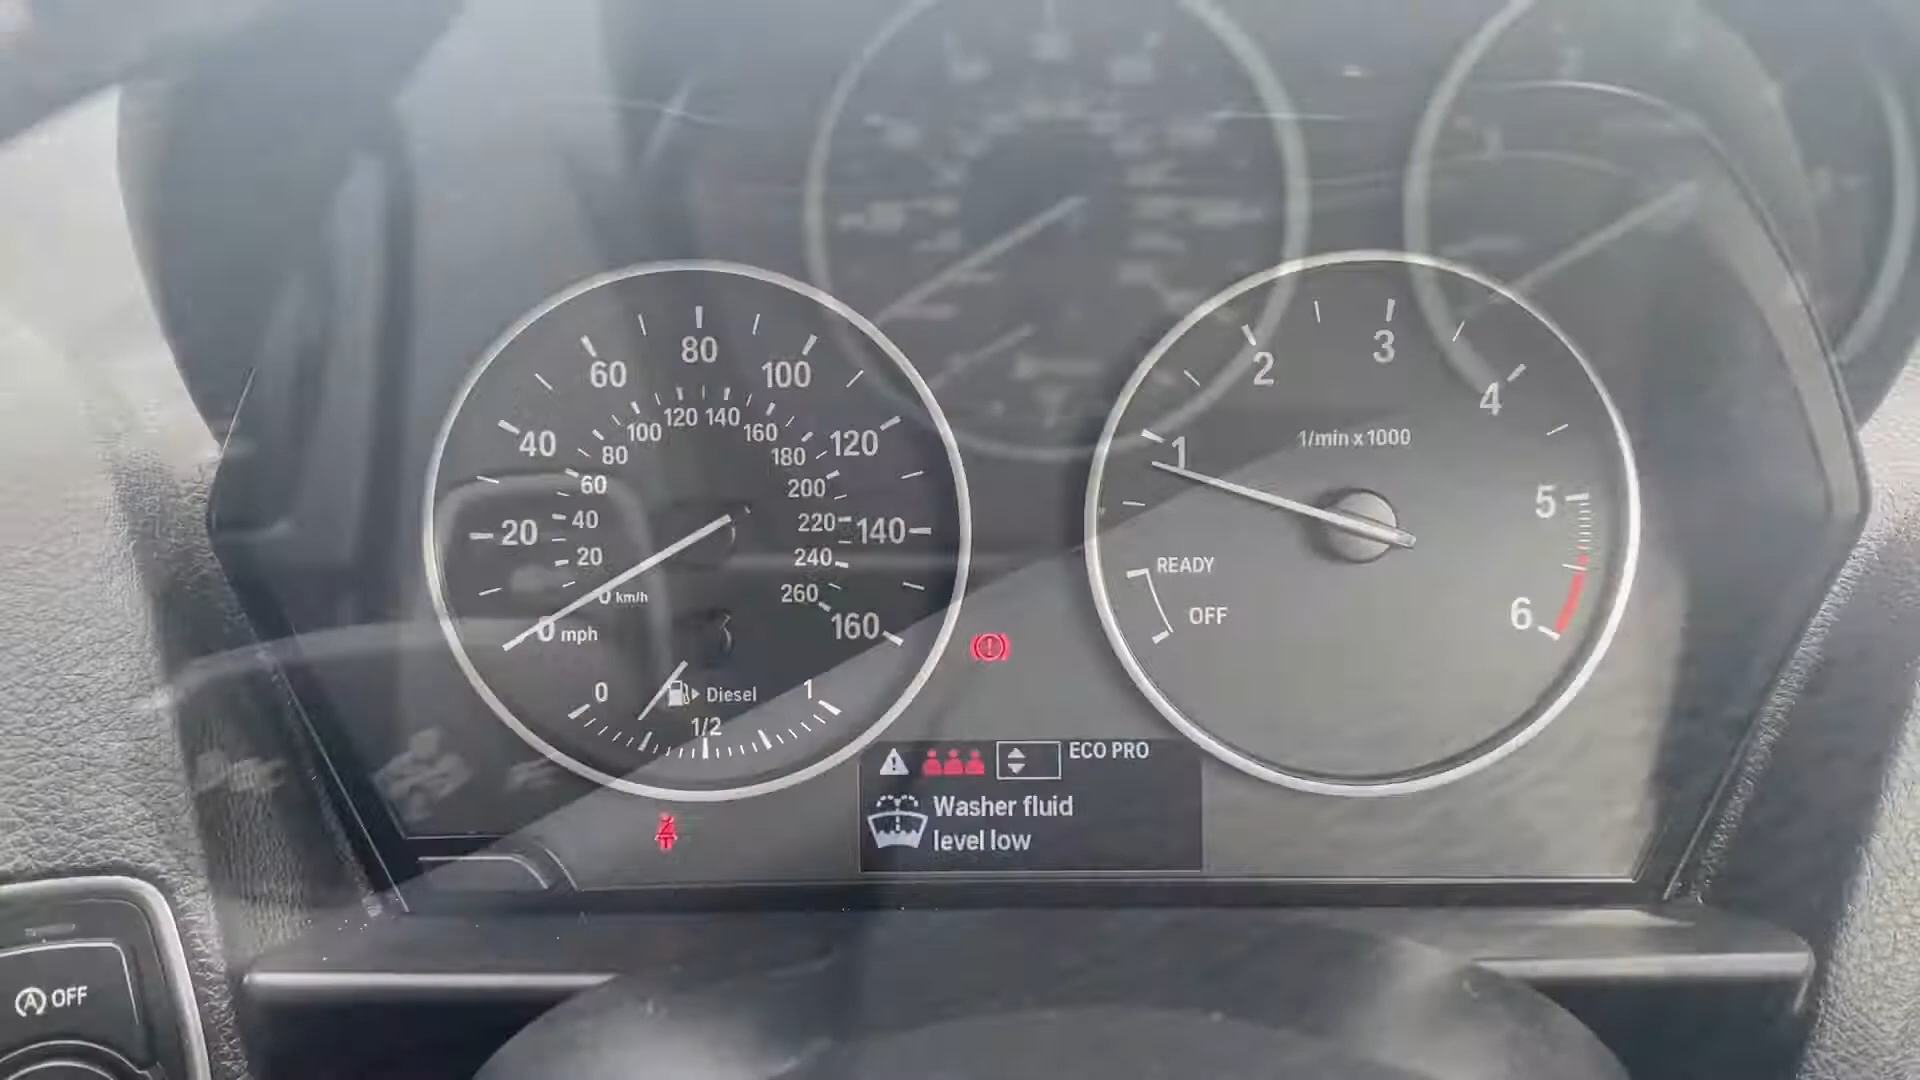 80
60
100
40
120
20
140
0 mph
160
120 140
100
160
80
180
60
200
40
220
20
240
0 km/h
260
0
Diesel
1
1/2
1
2
3
4
5
6
1/min x 1000
READY
OFF
ECO PRO
Washer fluid
level low
A OFF